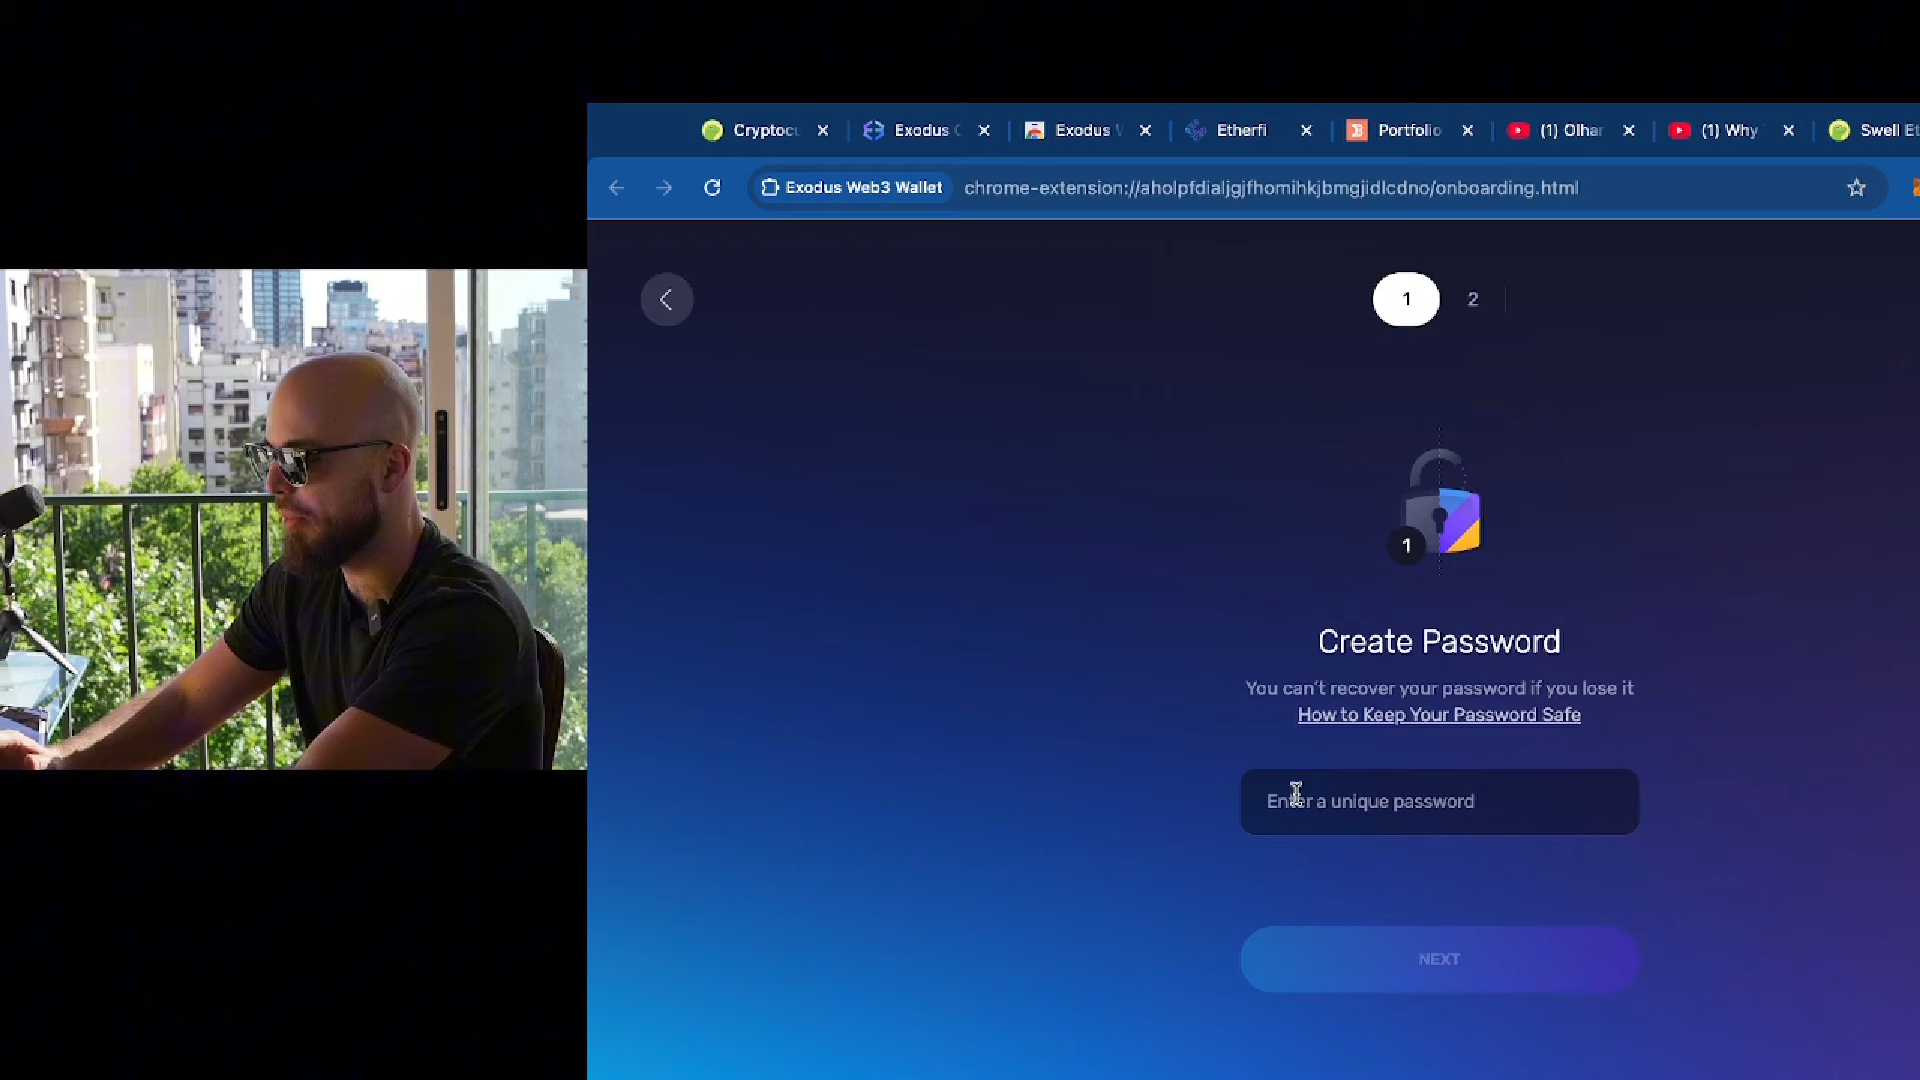 Cryptocu
Exodus
Exodus
Etherfi
Portfolio
(1) Olhar
(1) Why
Swell Et
Exodus Web3 Wallet
chrome-extension://aholpfdialjgjfhomihkjbmgjidlcdno/onboarding.html
1
2
1
Create Password
You can't recover your password if you lose it
How to Keep Your Password Safe
Enter a unique password
NEXT